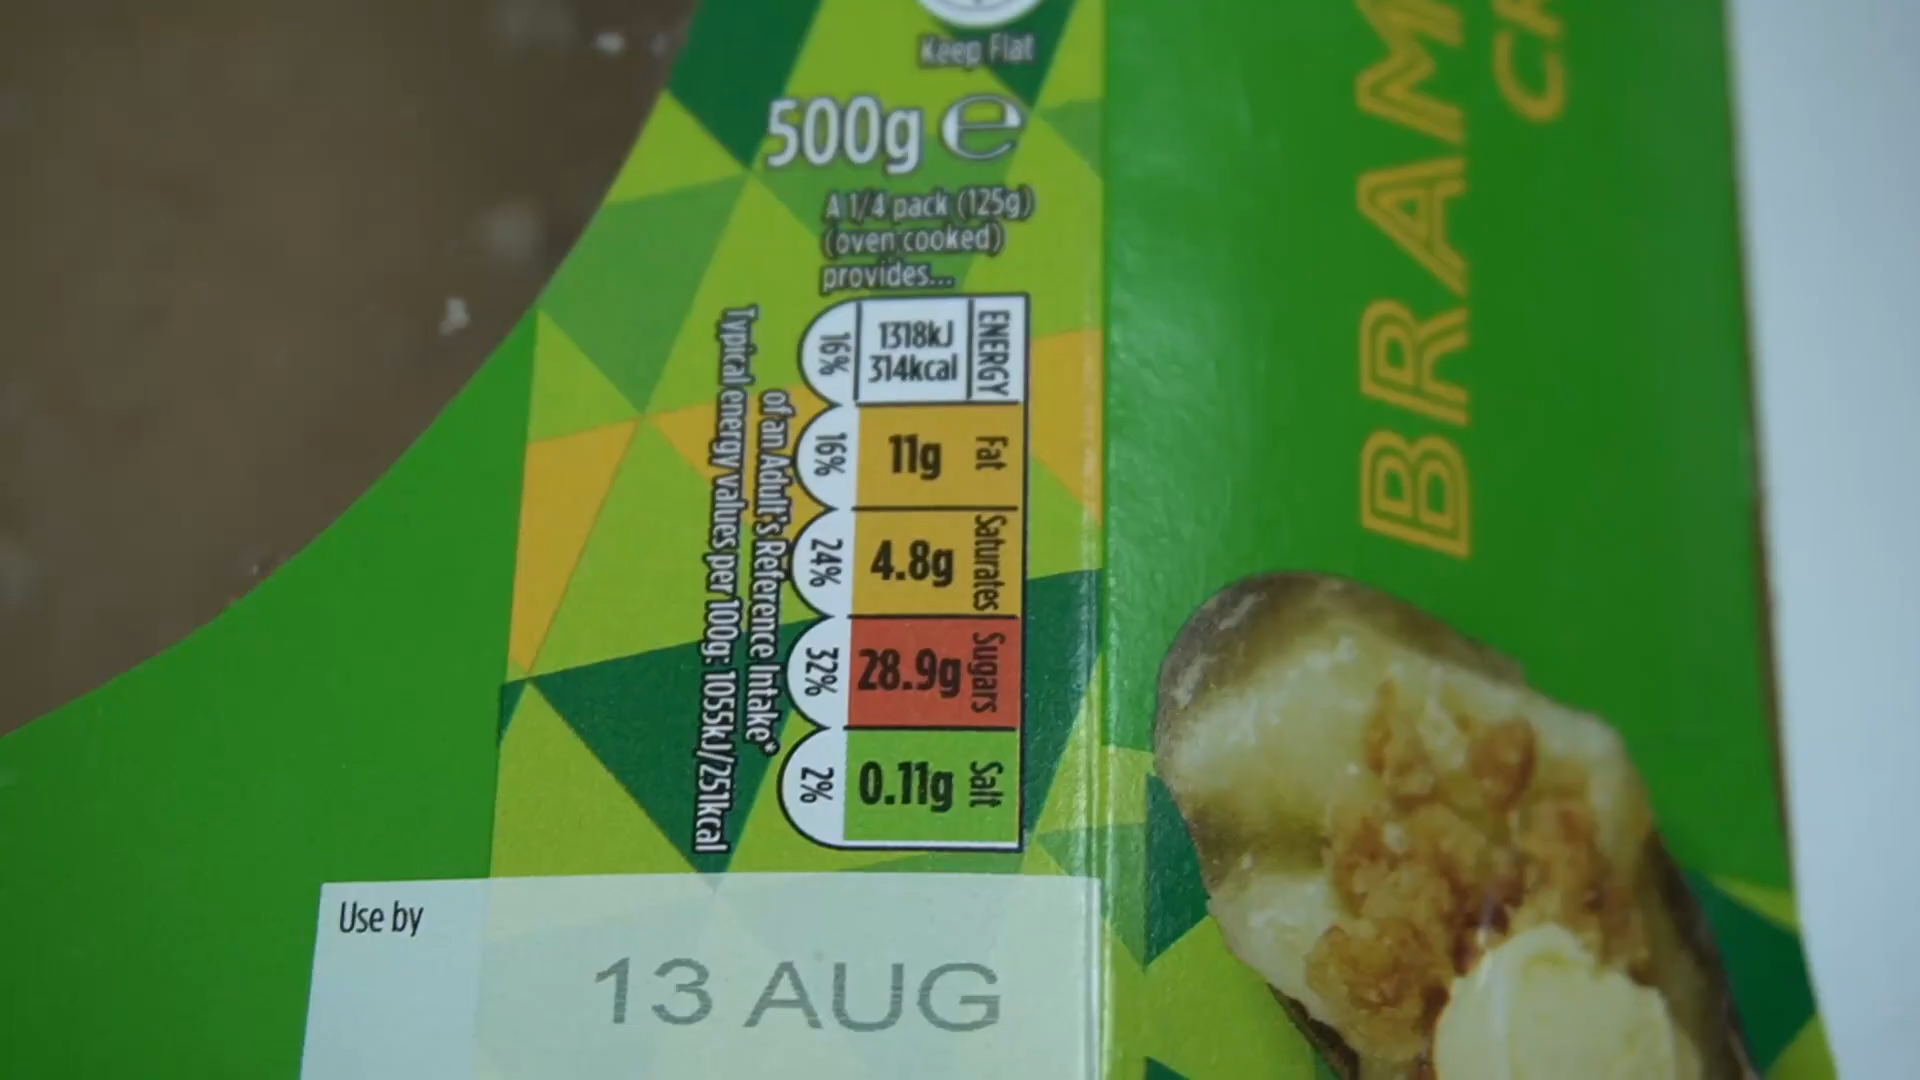 Keep Flat
500g e
A 1/4 pack (125g)
(oven cooked)
provides...
ENERGY
1318kJ
314kcal
16%
Fat
11g
16%
Saturates
4.8g
24%
Sugars
28.9g
32%
Salt
0.11g
2%
of an Adult's Reference Intake*
Typical energy values per 100g: 1055kJ/251kcal
Use by
13 AUG